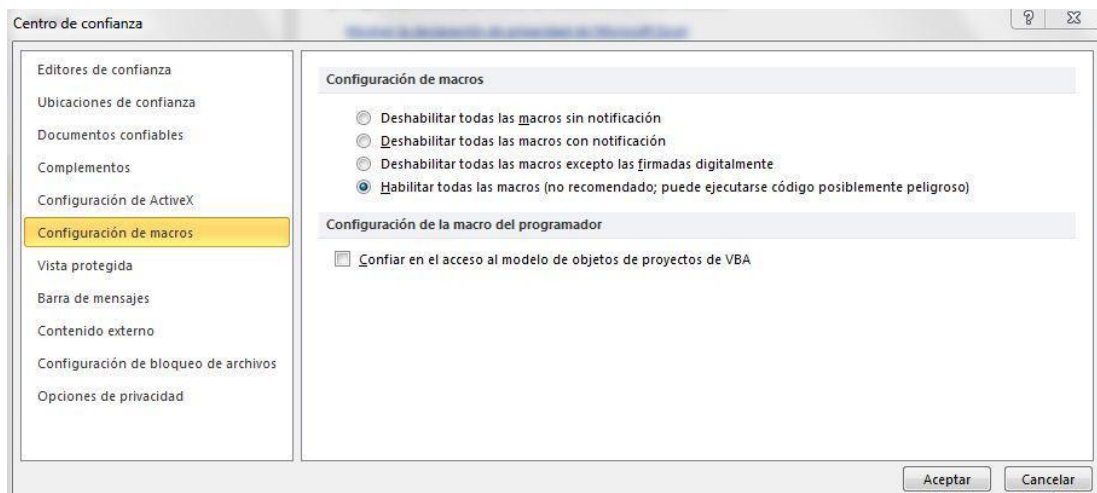 Centro de confianza
Editores de confianza
Ubicaciones de confianza
Documentos confiables
Complementos
Configuración de ActiveX
Configuración de macros
Vista protegida
Barra de mensajes
Contenido externo
Configuración de bloqueo de archivos
Opciones de privacidad
Configuración de macros
Deshabilitar todas las macros sin notificación
Deshabilitar todas las macros con notificación
Deshabilitar todas las macros excepto las firmadas digitalmente
Habilitar todas las macros (no recomendado; puede ejecutarse código posiblemente peligroso)
Configuración de la macro del programador
Confiar en el acceso al modelo de objetos de proyectos de VBA
Aceptar
Cancelar